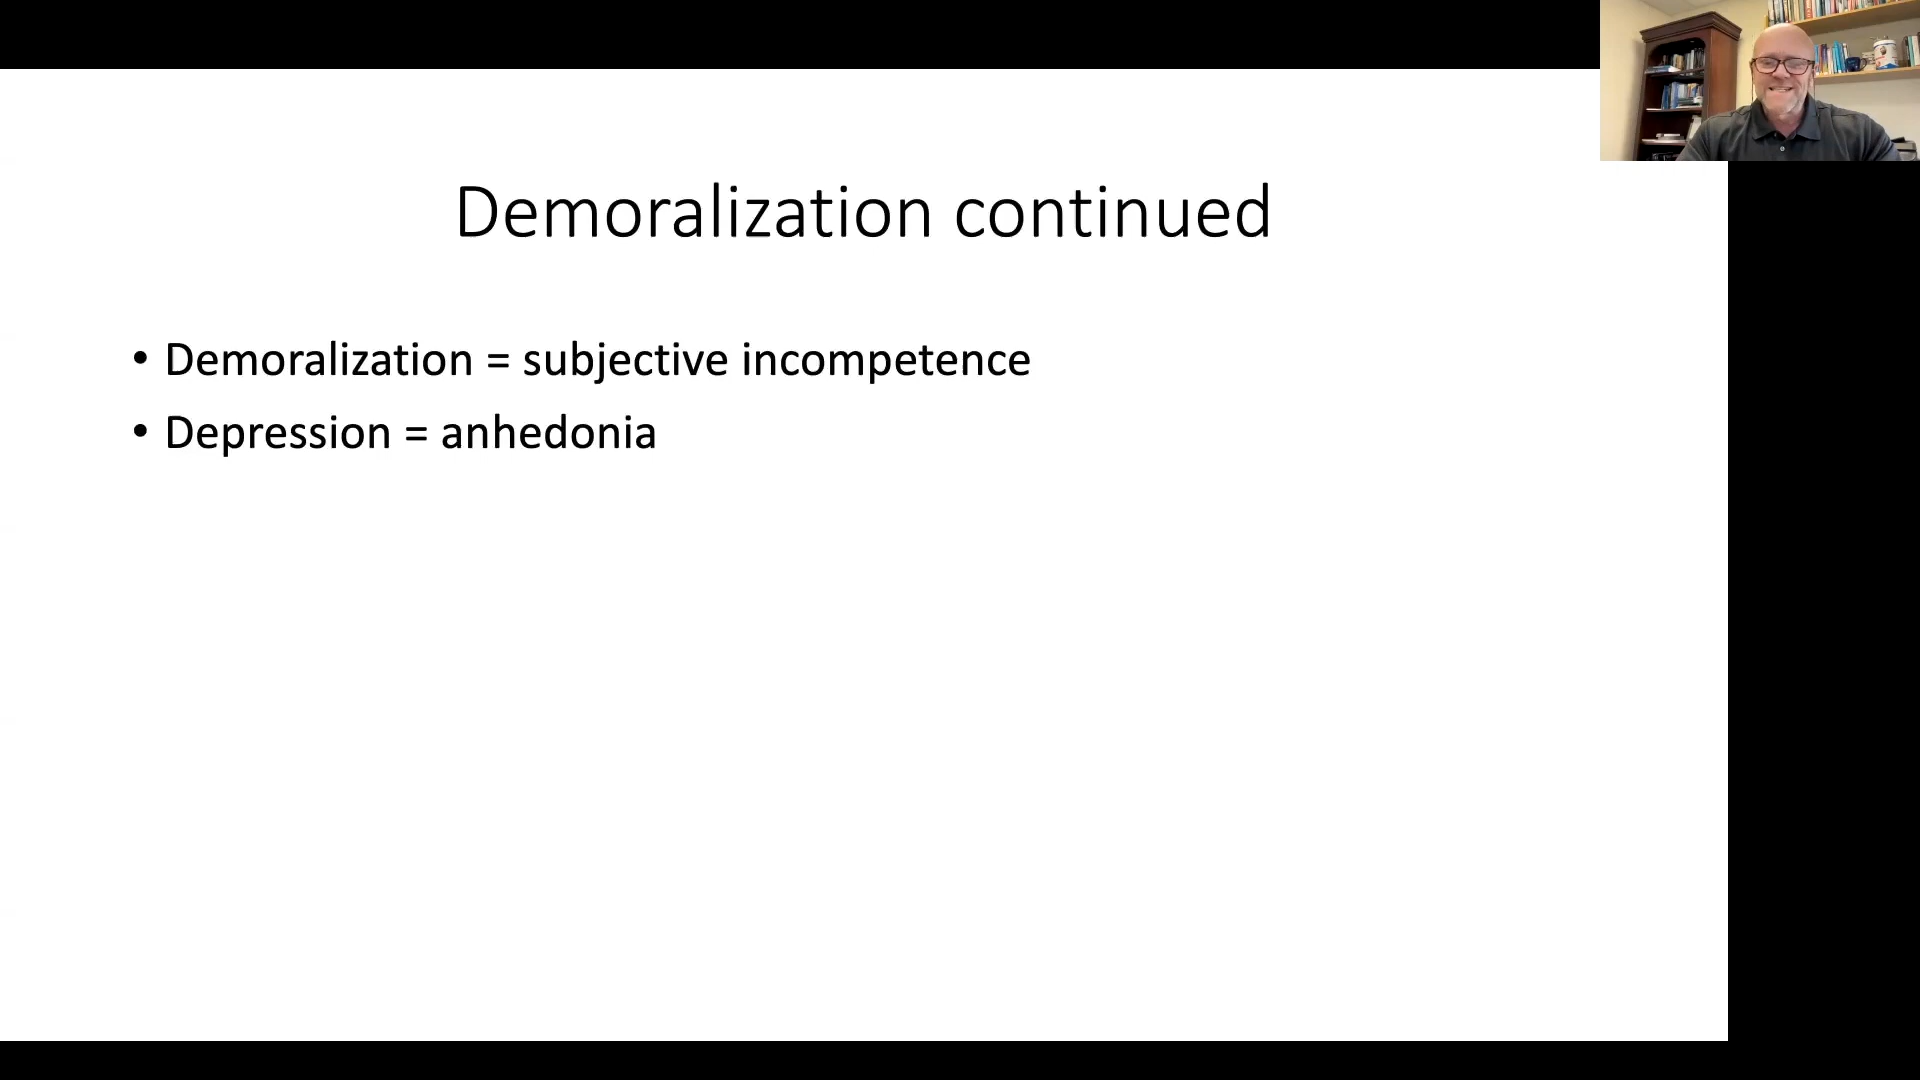 Demoralization continued
• Demoralization = subjective incompetence
• Depression = anhedonia